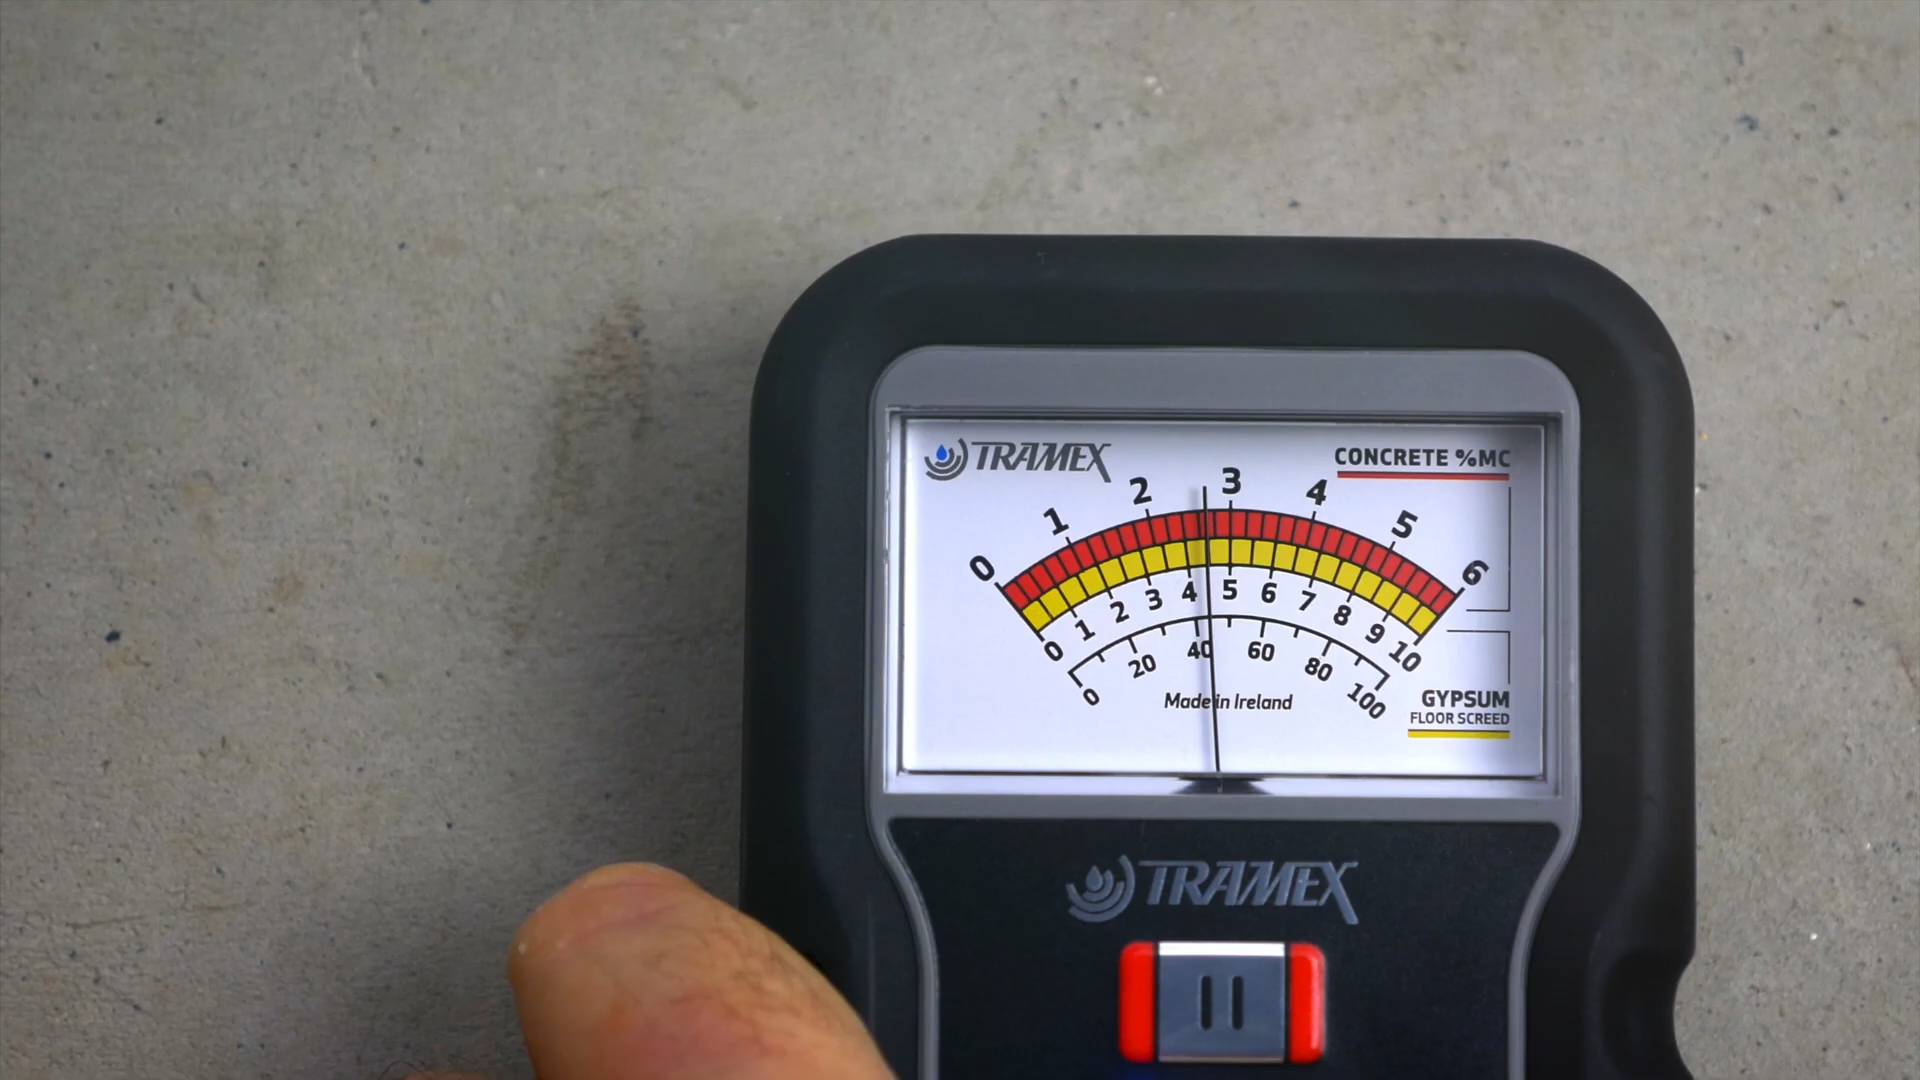 TRAMEX
CONCRETE %MC
0 1 2 3 4 5 6
0 1 2 3 4 5 6 7 8 9 10
0 20 40 60 80 100
Made in Ireland
GYPSUM
FLOOR SCREED
TRAMEX